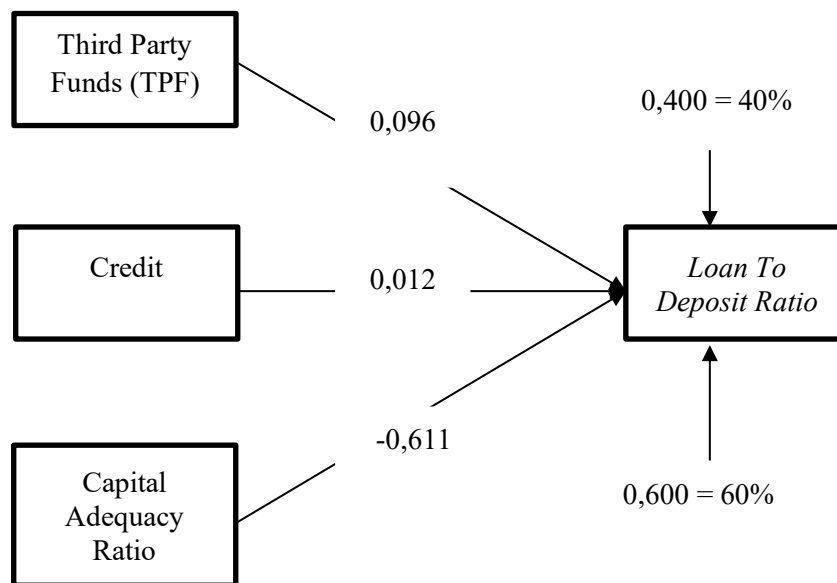 Third Party
Funds (TPF)
0,096
0,400 = 40%
Credit
0,012
Loan To
Deposit Ratio
-0,611
Capital
Adequacy
Ratio
0,600 = 60%